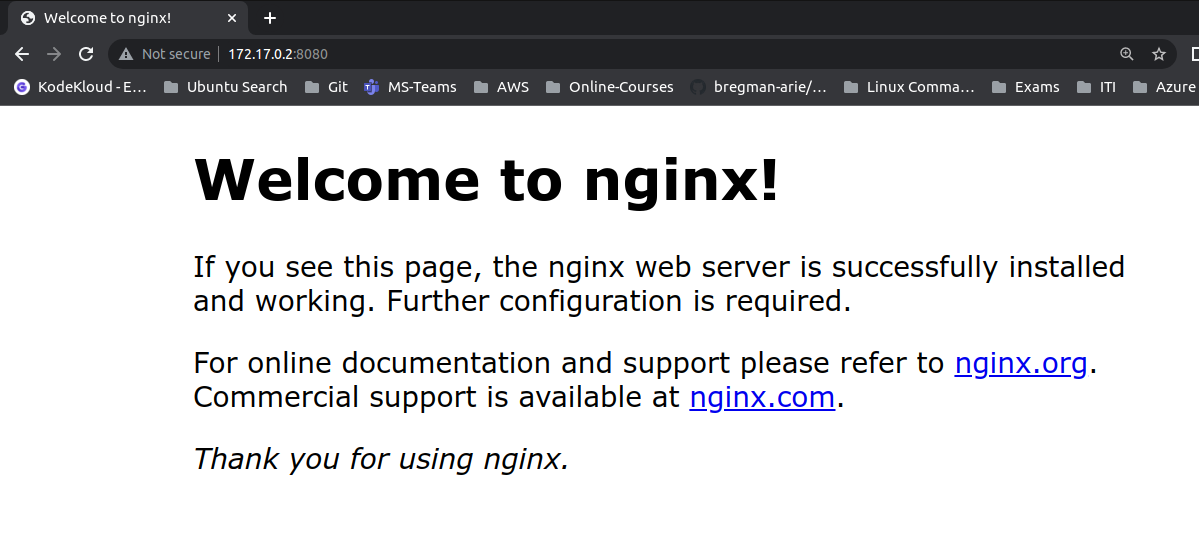 Welcome to nginx!
Not secure 172.17.0.2:8080
KodeKloud - E... Ubuntu Search Git MS-Teams AWS Online-Courses bregman-arie/... Linux Comma... Exams ITI Azure
Welcome to nginx!
If you see this page, the nginx web server is successfully installed
and working. Further configuration is required.
For online documentation and support please refer to nginx.org.
Commercial support is available at nginx.com.
Thank you for using nginx.